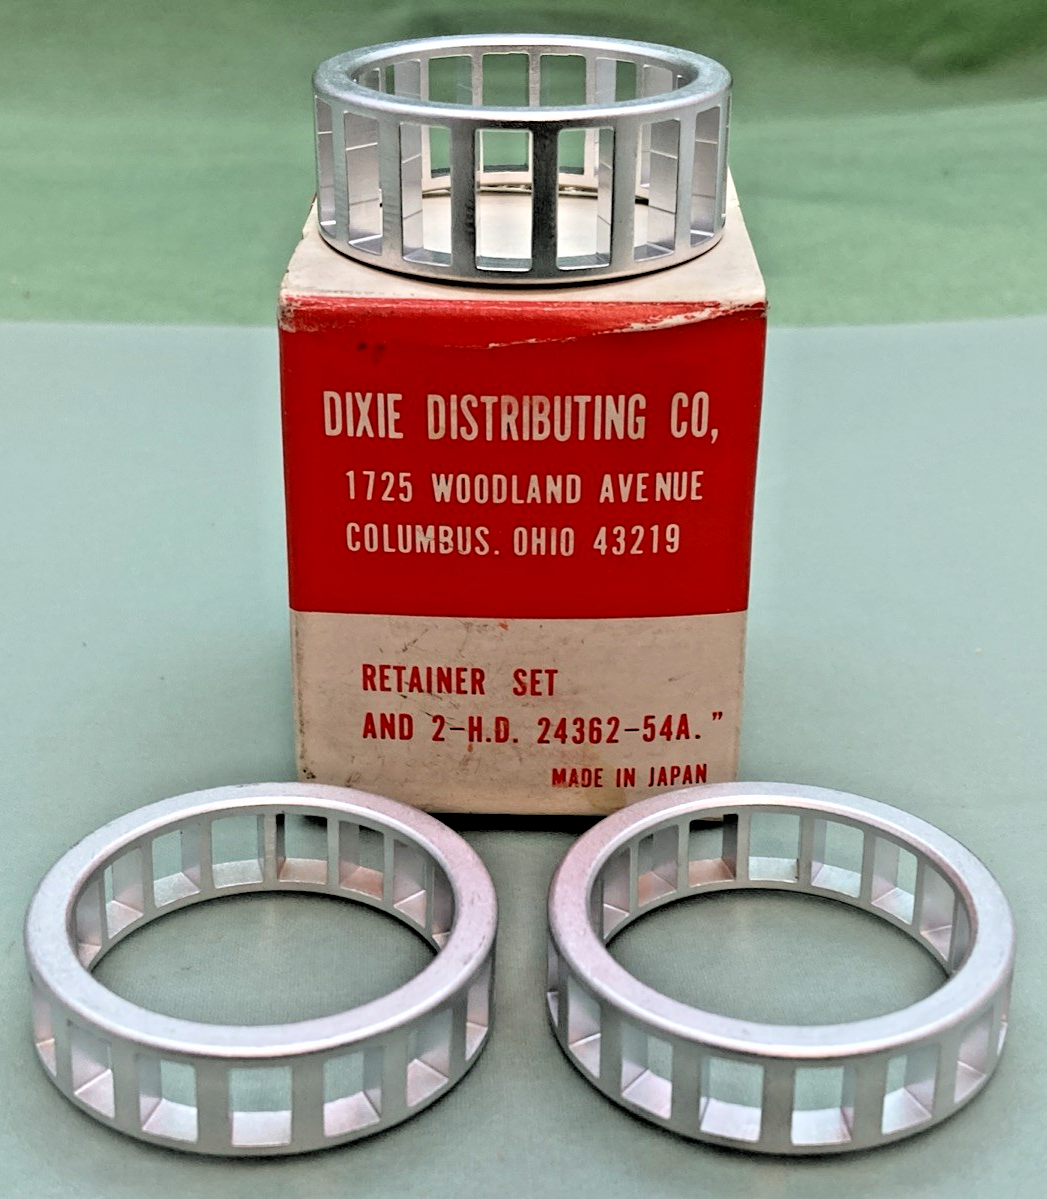 DIXIE DISTRIBUTING CO,
1725 WOODLAND AVENUE
COLUMBUS. OHIO 43219
RETAINER SET
AND 2-H.D. 24362-54A."
MADE IN JAPAN